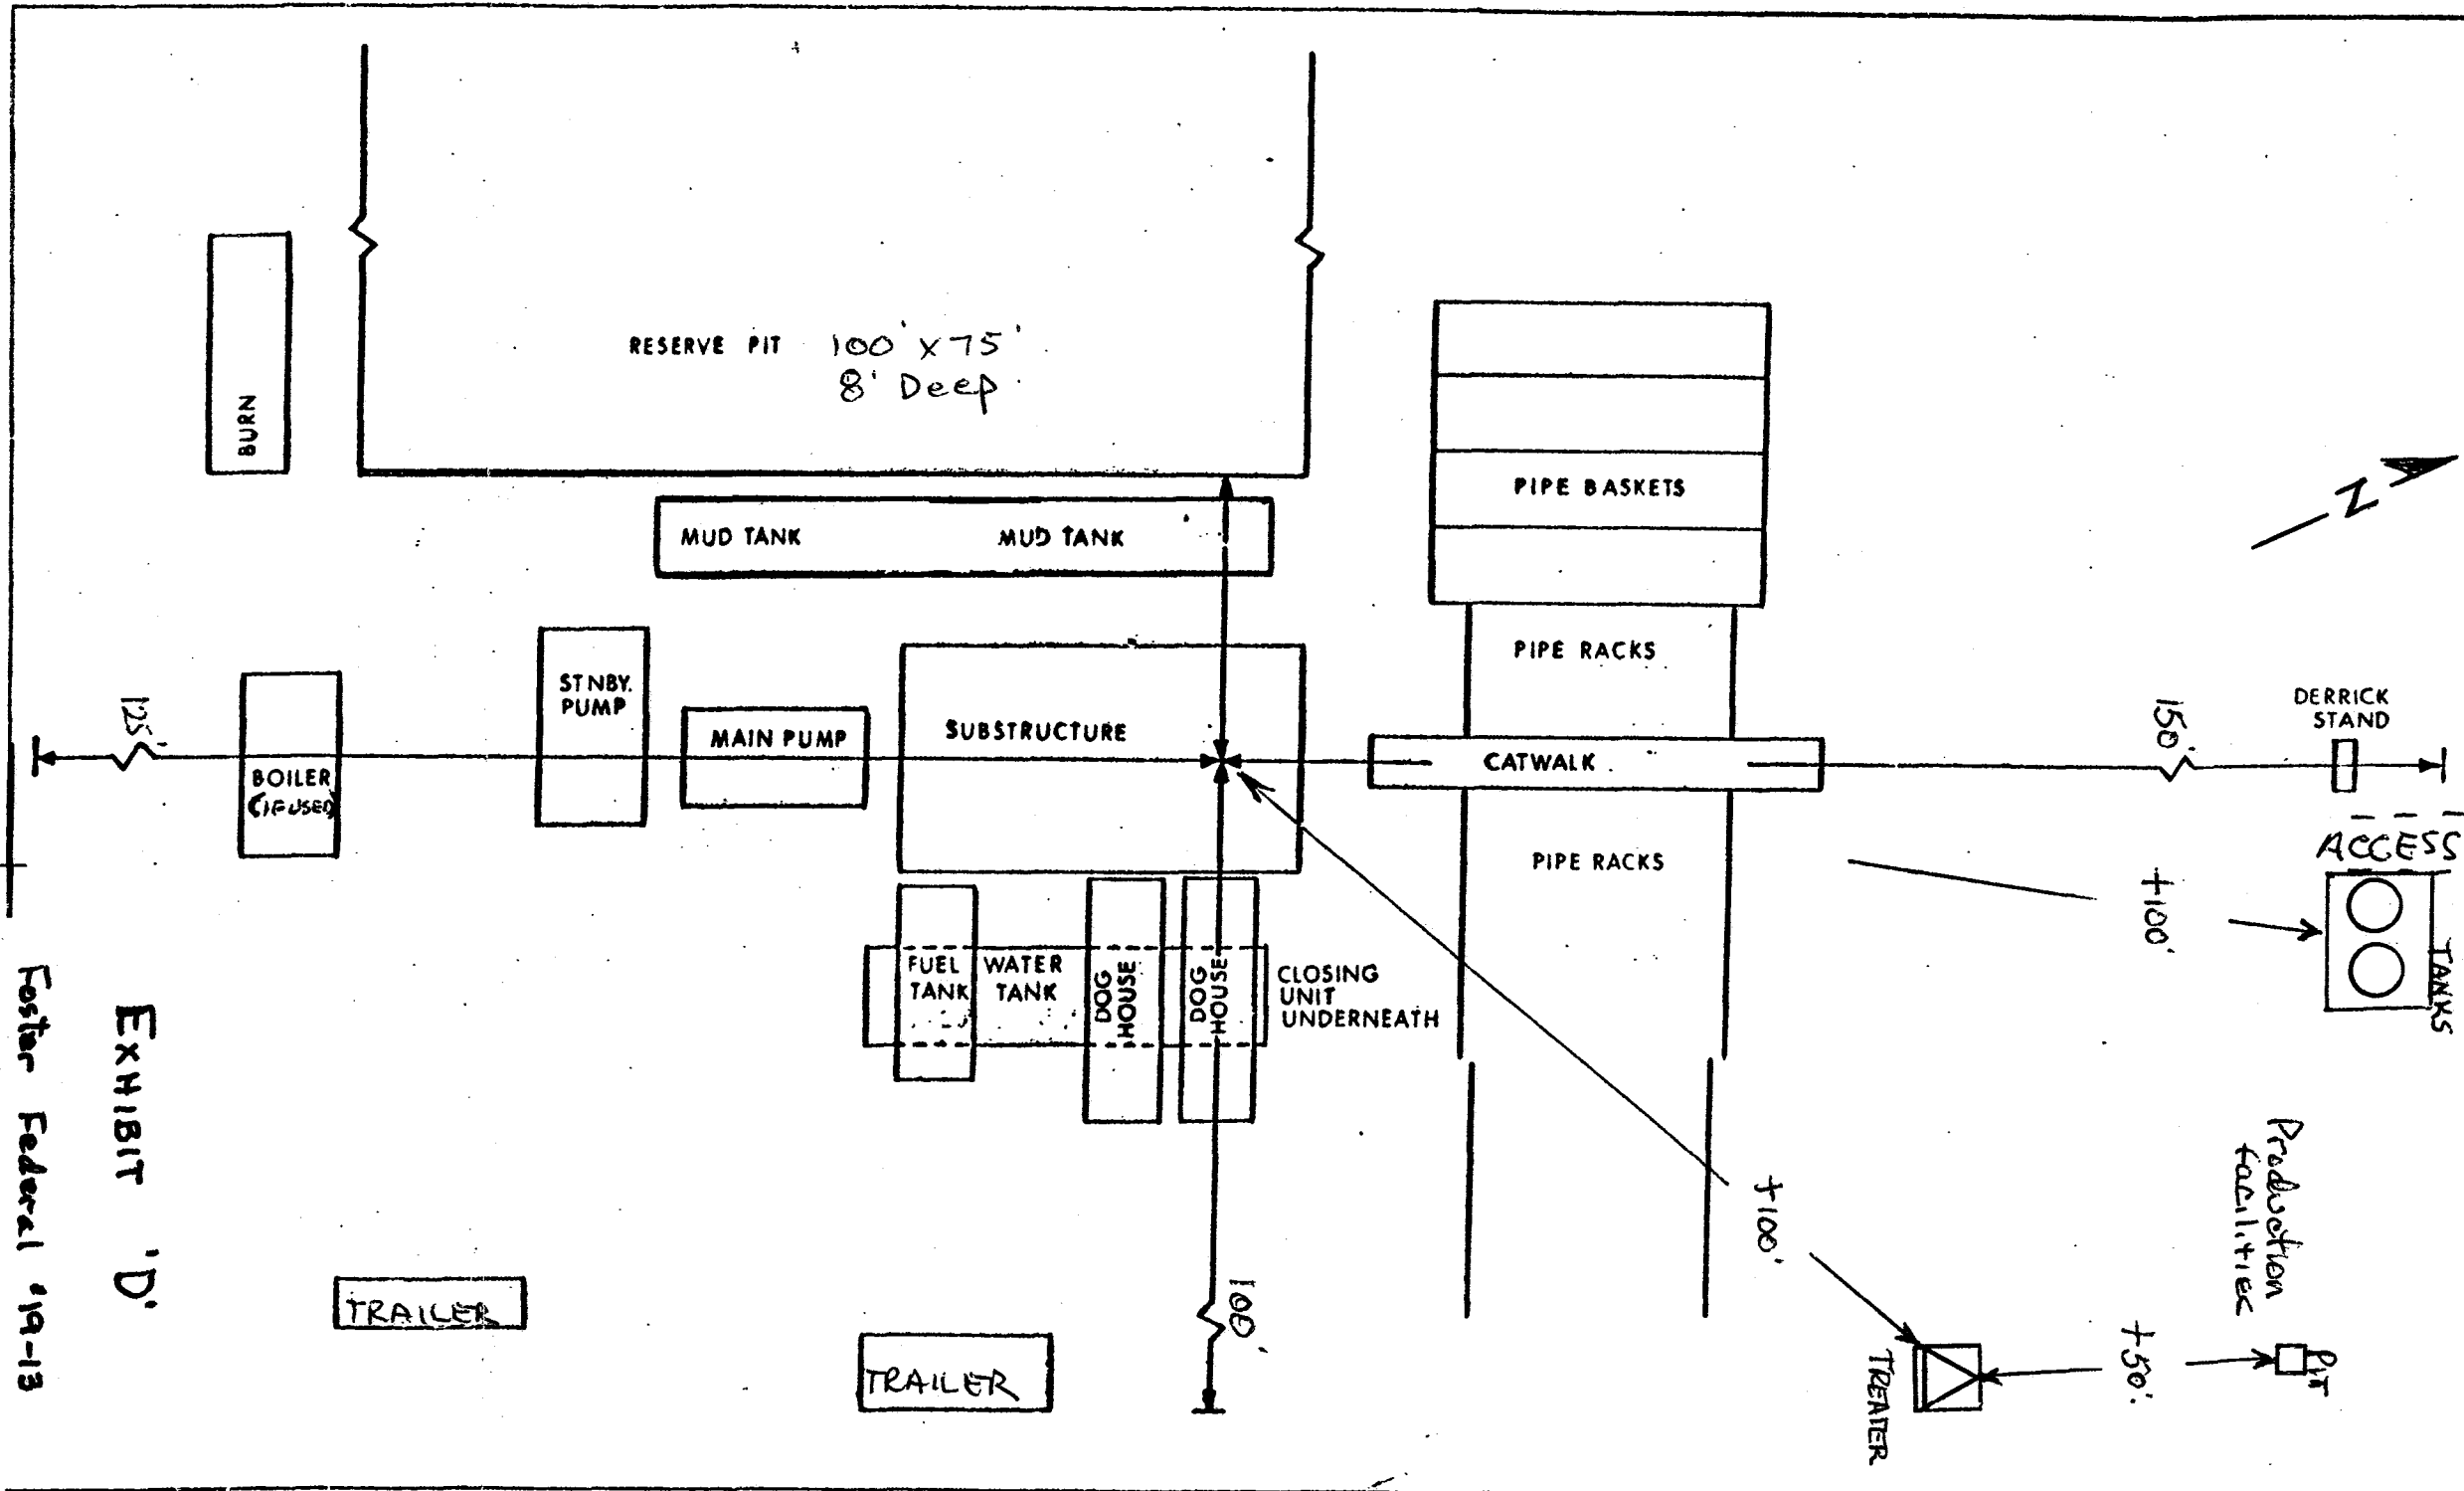 RESERVE PIT 100' x 75'
8' Deep
BURN
MUD TANK
MUD TANK
PIPE BASKETS
N
PIPE RACKS
STNBY.
PUMP
MAIN PUMP
SUBSTRUCTURE
CATWALK
DERRICK
STAND
125'
150'
BOILER
(IF USED)
ACCESS
PIPE RACKS
+100'
TANKS
FUEL
TANK
WATER
TANK
DOG
HOUSE
DOG
HOUSE
CLOSING
UNIT
UNDERNEATH
EXHIBIT 'D'
Foster Federal '19-13
Production
facilities
+100'
TRAILER
100'
TRAILER
TREATER
+50'
PIT